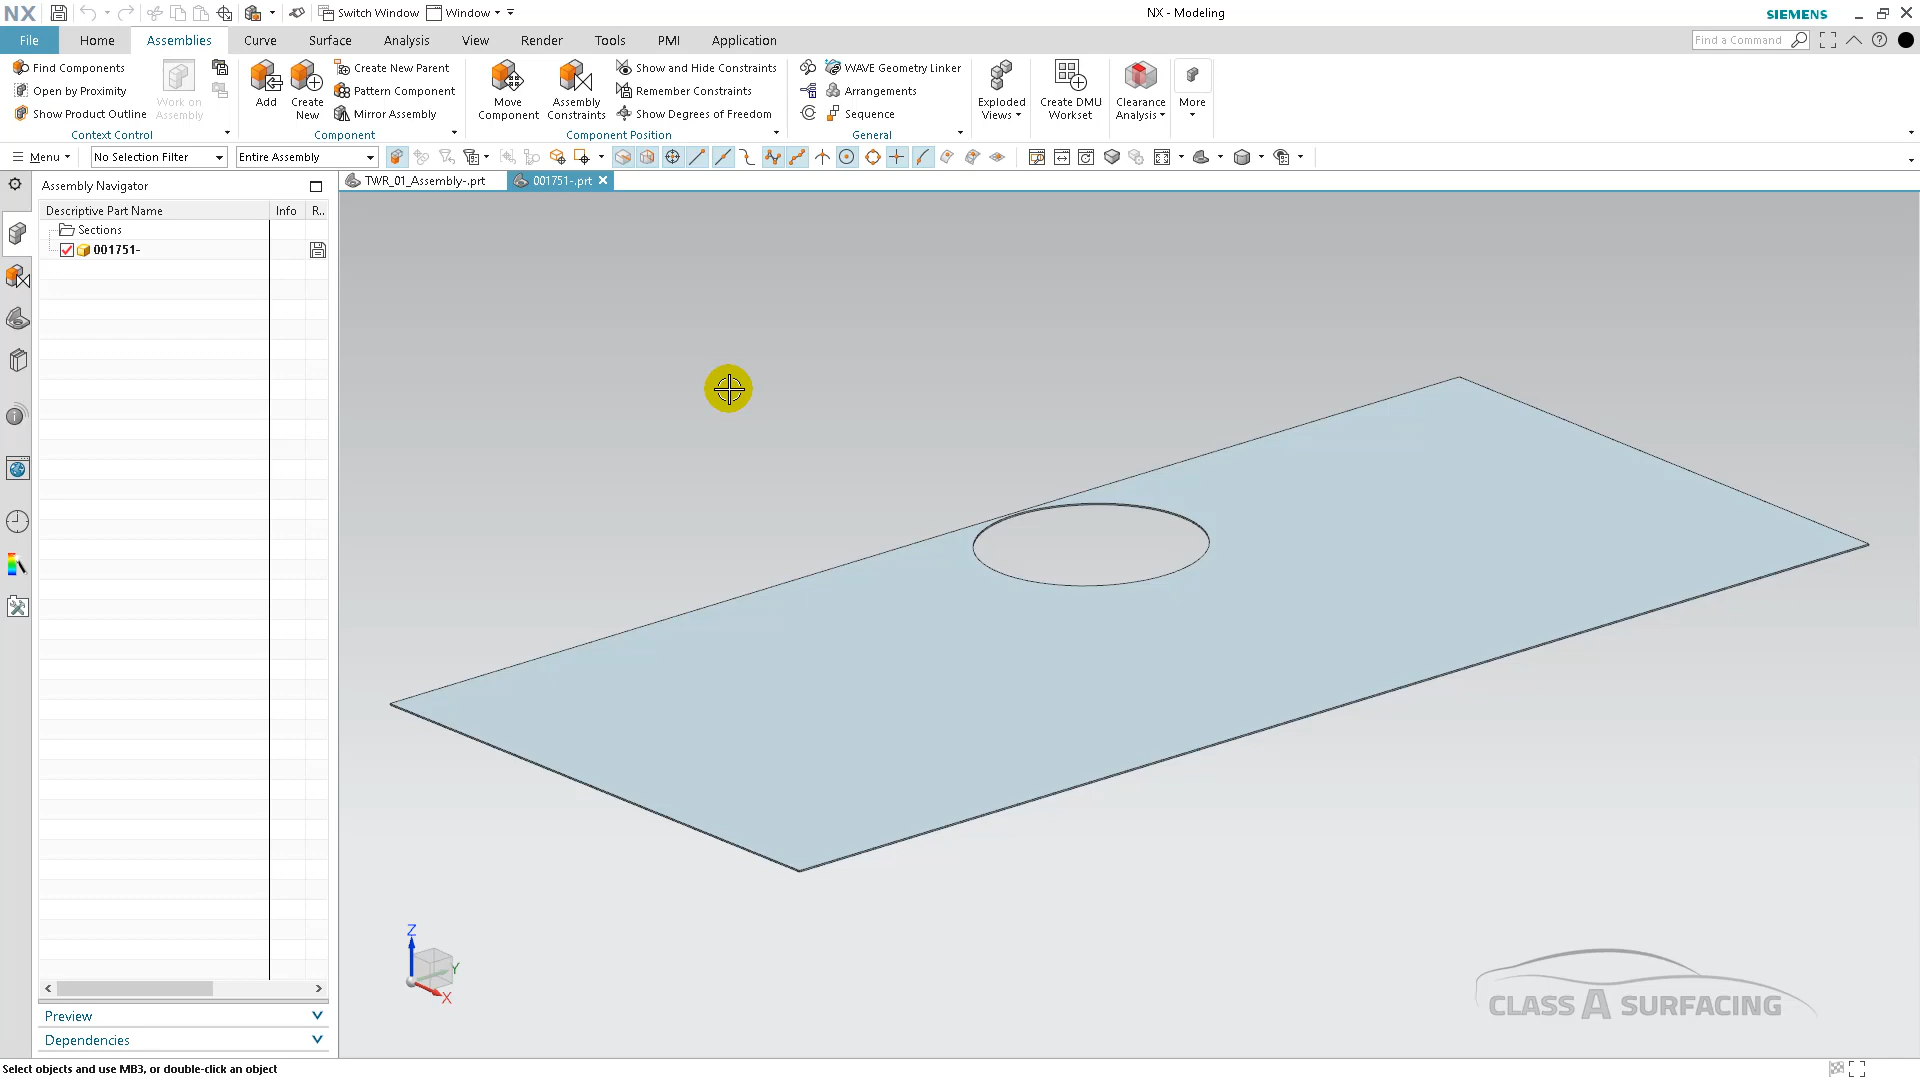 NX
Switch Window
Window
NX - Modeling
SIEMENS
File
Home
Assemblies
Curve
Surface
Analysis
View
Render
Tools
PMI
Application
Find a Command
Find Components
Open by Proximity
Show Product Outline
Work on
Assembly
Context Control
Add
Create
New
Create New Parent
Pattern Component
Mirror Assembly
Component
Move
Component
Assembly
Constraints
Show and Hide Constraints
Remember Constraints
Show Degrees of Freedom
Component Position
WAVE Geometry Linker
Arrangements
Sequence
General
Exploded
Views
Create DMU
Workset
Clearance
Analysis
More
Menu
No Selection Filter
Entire Assembly
Assembly Navigator
TWR_01_Assembly-.prt
001751-.prt
Descriptive Part Name
Info
R..
Sections
001751-
Z
Y
X
CLASS A SURFACING
Preview
Dependencies
Select objects and use MB3, or double-click an object